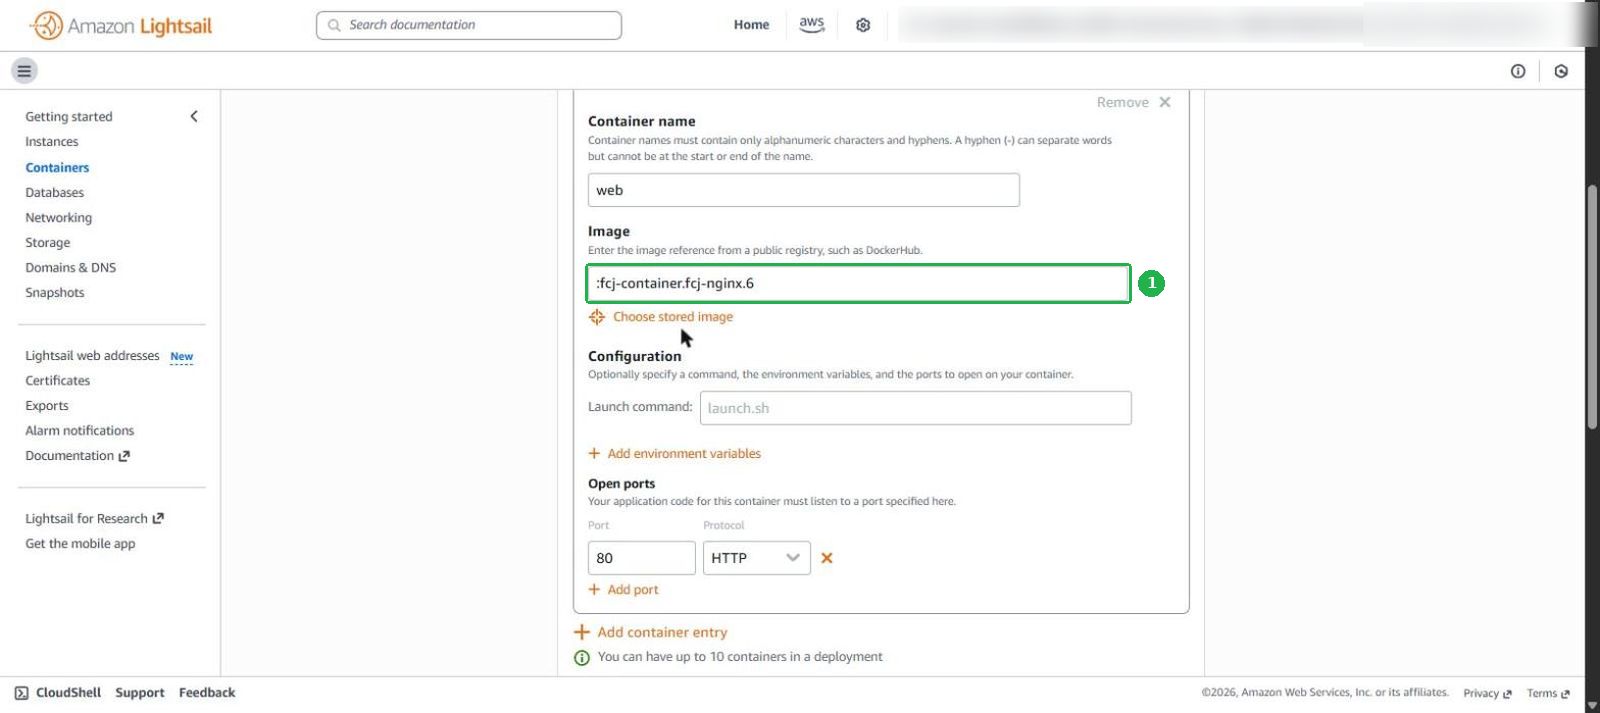 Amazon Lightsail
Search documentation
Home
aws
Getting started
Instances
Containers
Databases
Networking
Storage
Domains & DNS
Snapshots
Lightsail web addresses New
Certificates
Exports
Alarm notifications
Documentation
Lightsail for Research
Get the mobile app
Remove
Container name
Container names must contain only alphanumeric characters and hyphens. A hyphen (-) can separate words
but cannot be at the start or end of the name.
web
Image
Enter the image reference from a public registry, such as DockerHub.
:fcj-container.fcj-nginx.6
1
Choose stored image
Configuration
Optionally specify a command, the environment variables, and the ports to open on your container.
Launch command: launch.sh
+ Add environment variables
Open ports
Your application code for this container must listen to a port specified here.
Port Protocol
80 HTTP
+ Add port
+ Add container entry
You can have up to 10 containers in a deployment
CloudShell Support Feedback
©2026, Amazon Web Services, Inc. or its affiliates. Privacy Terms